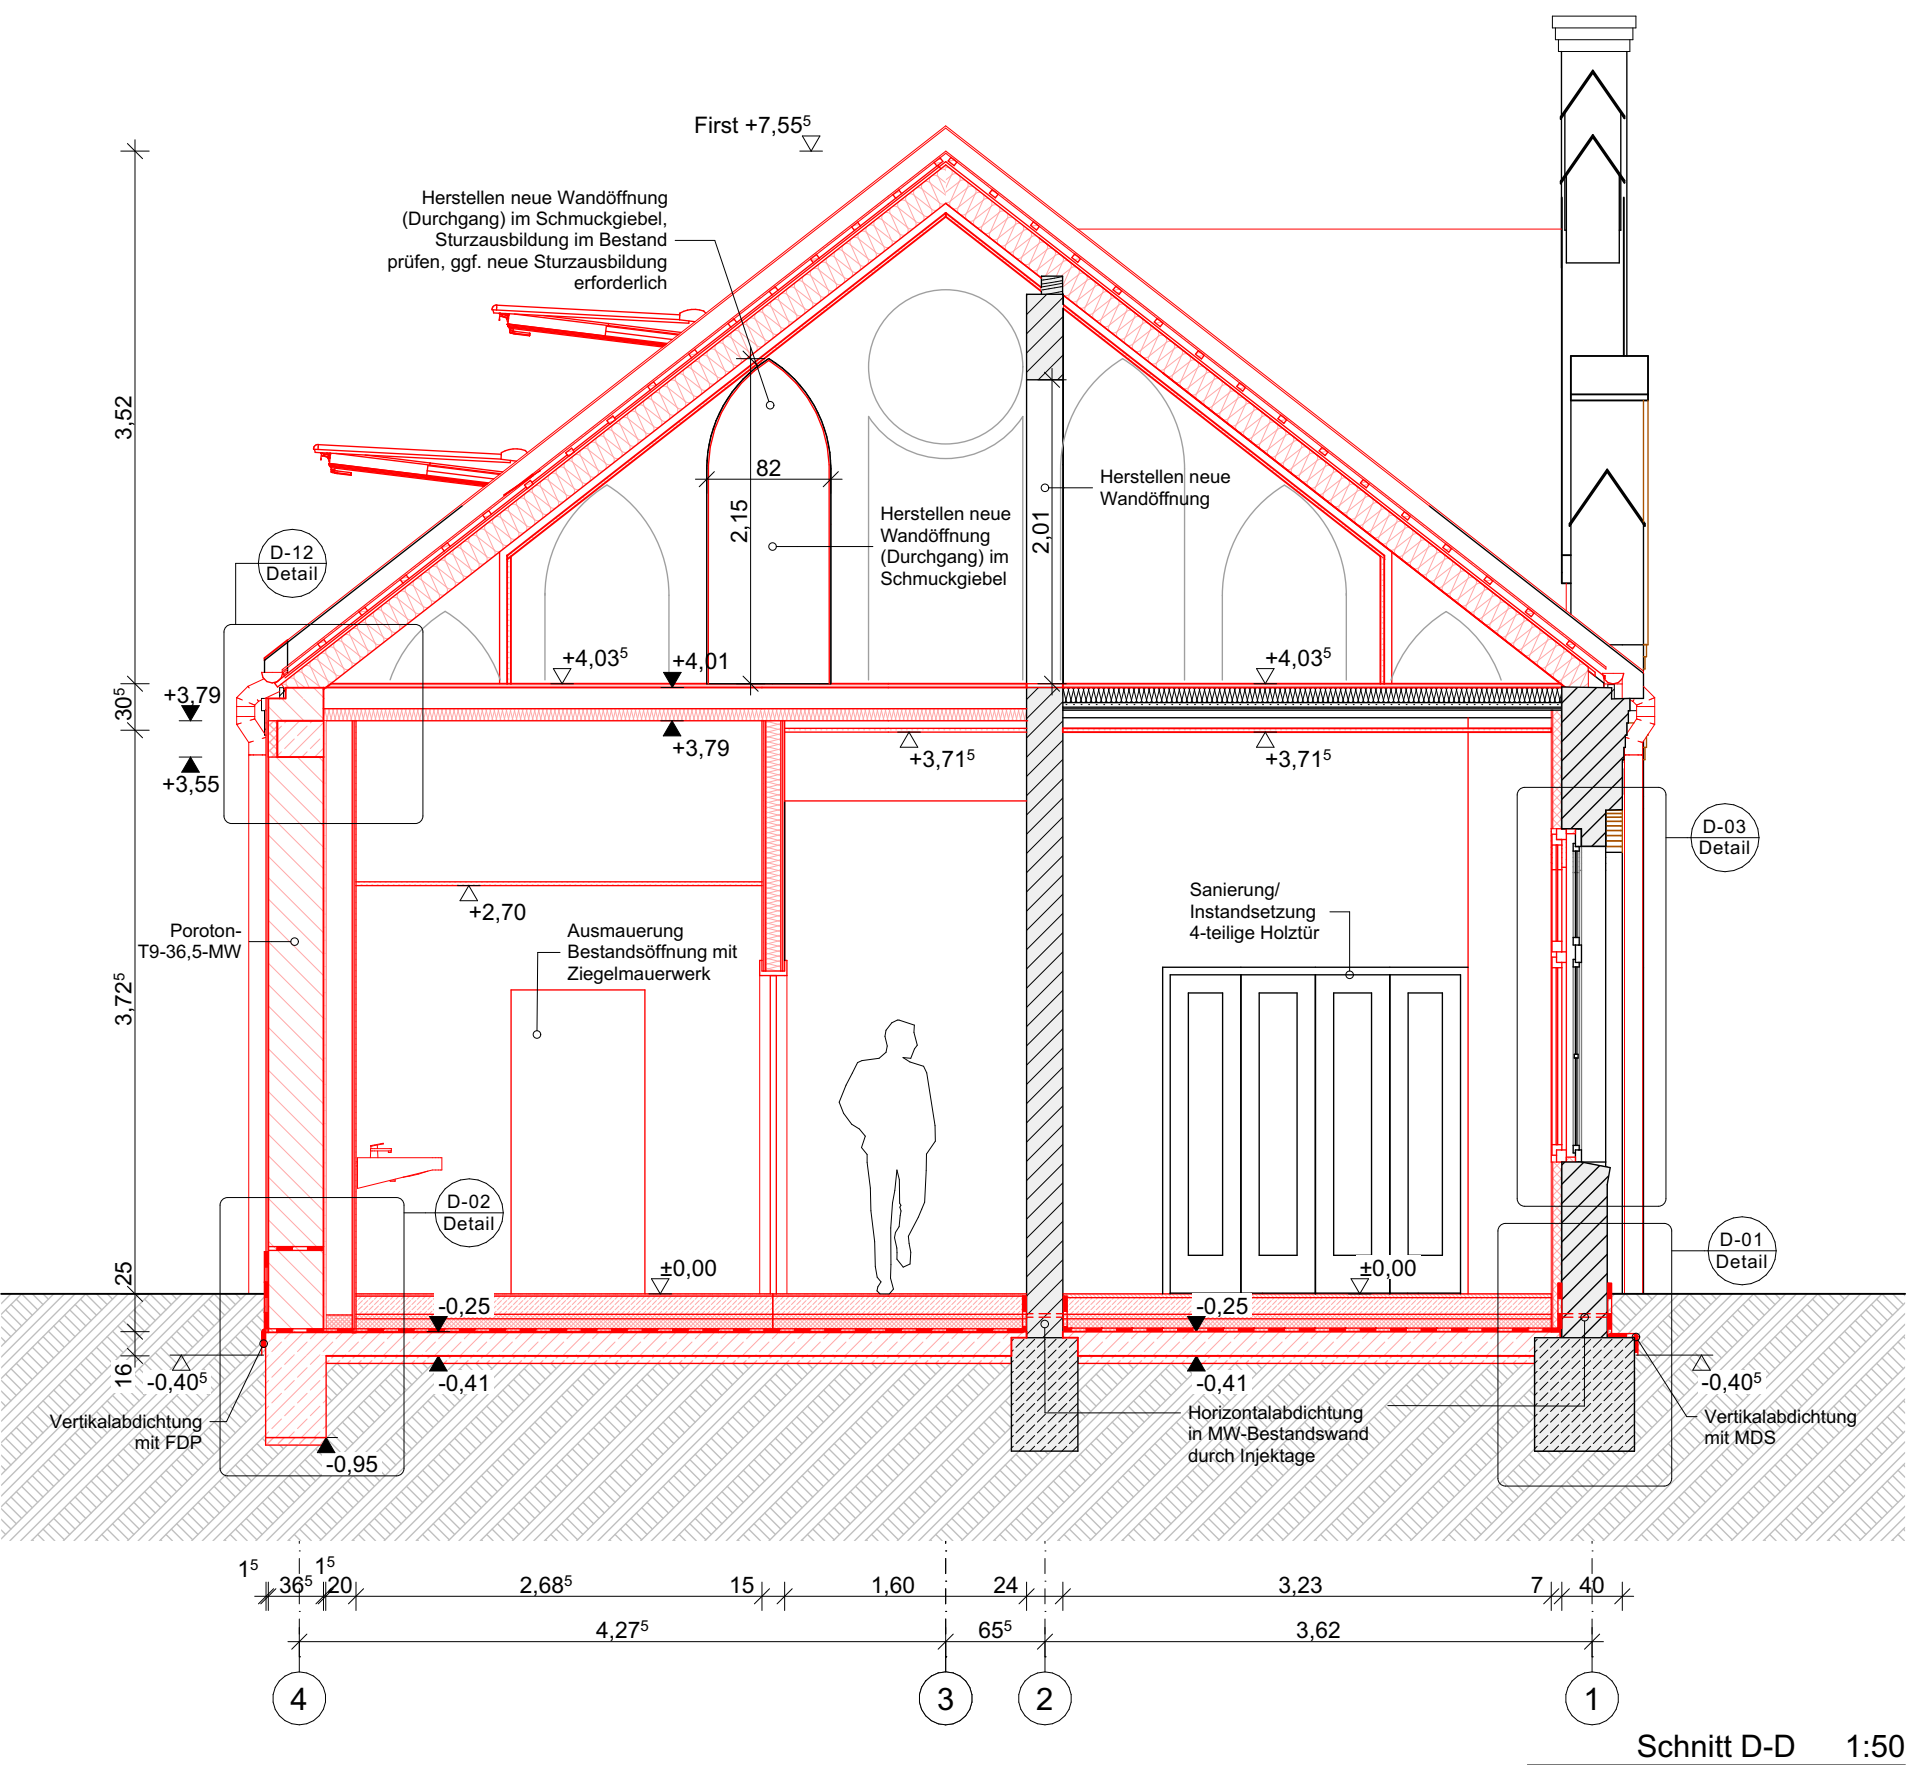 First +7,55⁵
Herstellen neue Wandöffnung
(Durchgang) im Schmuckgiebel,
Sturzausbildung im Bestand
prüfen, ggf. neue Sturzausbildung
erforderlich
3,52
82
2,15
Herstellen neue
Wandöffnung
(Durchgang) im
Schmuckgiebel
2,01
Herstellen neue
Wandöffnung
D-12
Detail
+4,03⁵
+4,01
+4,03⁵
30⁵
+3,79
+3,79
+3,71⁵
+3,71⁵
+3,55
D-03
Detail
+2,70
Poroton-
T9-36,5-MW
Ausmauerung
Bestandsöffnung mit
Ziegelmauerwerk
Sanierung/
Instandsetzung
4-teilige Holztür
3,72⁵
D-02
Detail
D-01
Detail
±0,00
±0,00
25
-0,25
-0,25
16
-0,40⁵
-0,41
-0,41
-0,40⁵
Vertikalabdichtung
mit FDP
-0,95
Horizontalabdichtung
in MW-Bestandswand
durch Injektage
Vertikalabdichtung
mit MDS
1⁵
36⁵
1⁵
20
2,68⁵
15
1,60
24
3,23
7
40
4,27⁵
65⁵
3,62
4
3
2
1
Schnitt D-D 1:50